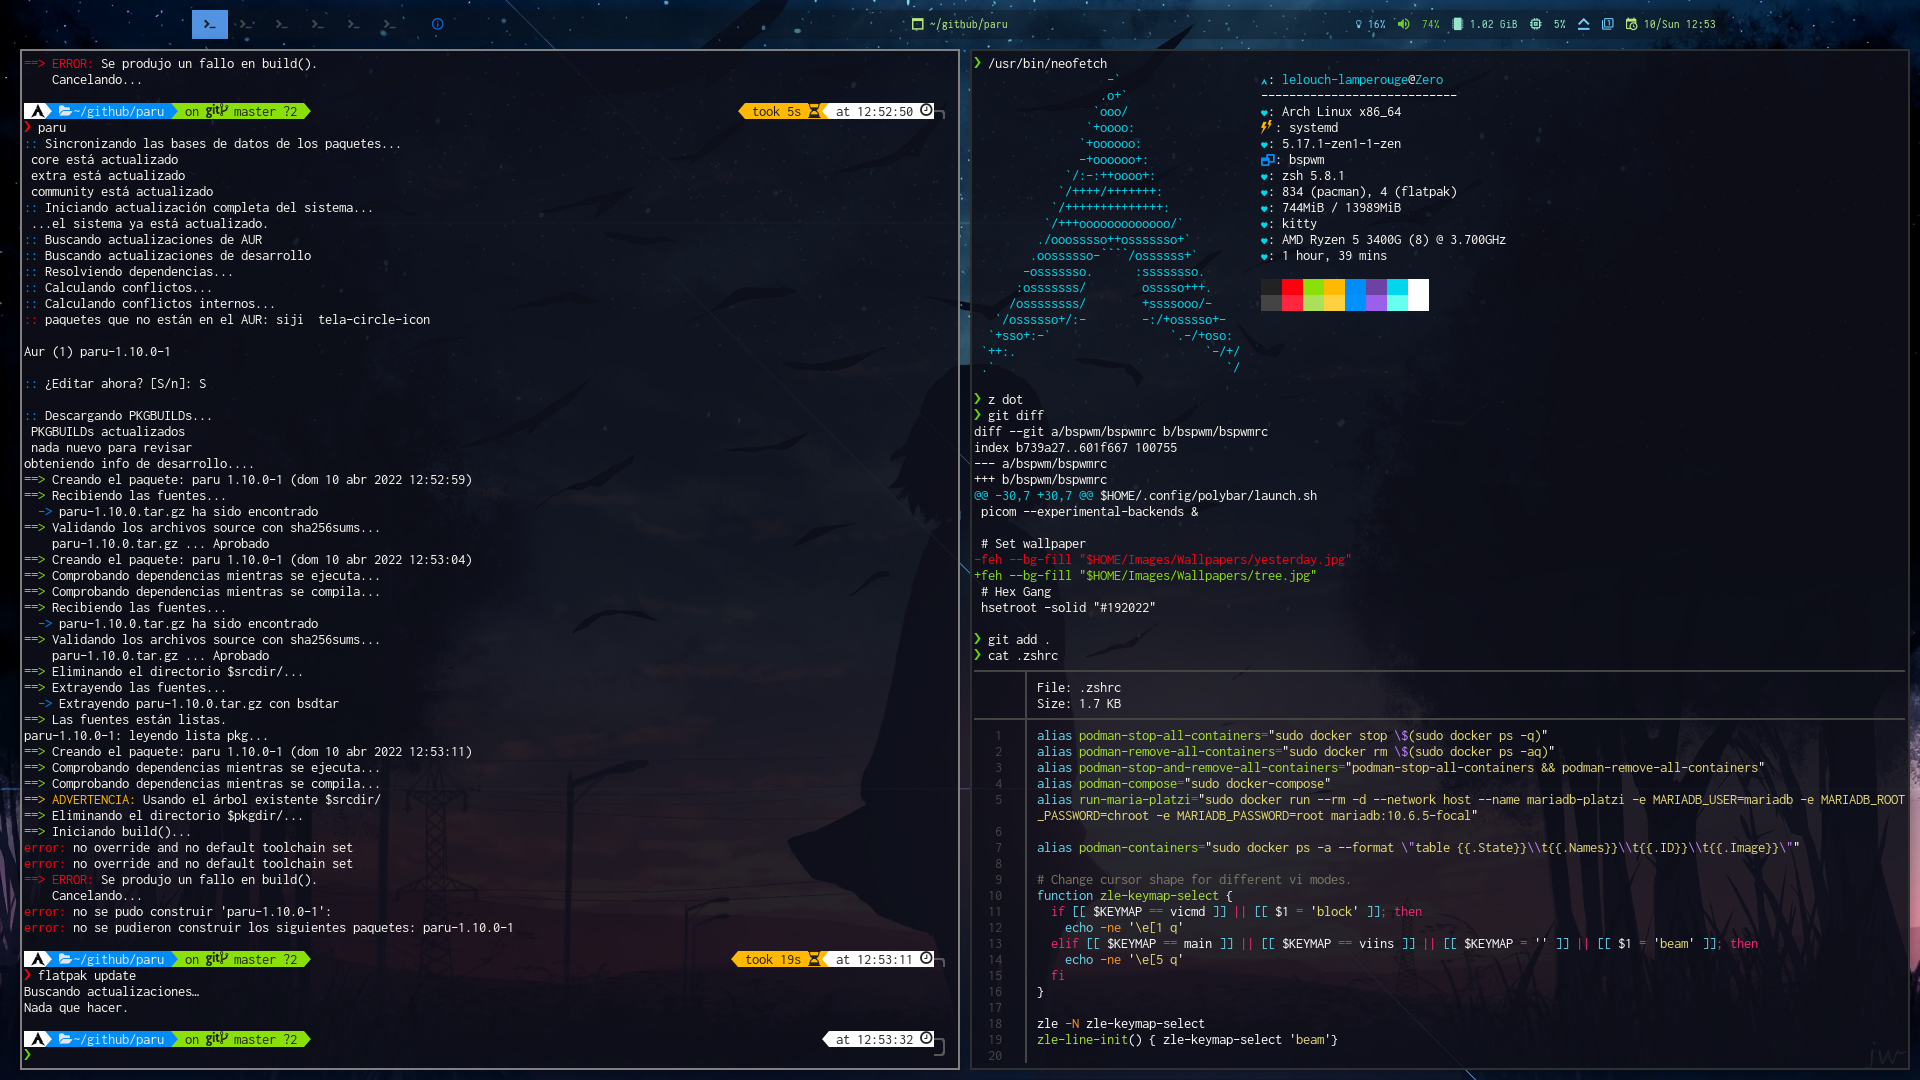 ~/github/paru
16%
74%
1.02 GiB
5%
10/Sun 12:53
==> ERROR: Se produjo un fallo en build().
    Cancelando...
~/github/paru on git master ?2 took 5s at 12:52:50
❯ paru
:: Sincronizando las bases de datos de los paquetes...
 core está actualizado
 extra está actualizado
 community está actualizado
:: Iniciando actualización completa del sistema...
 ...el sistema ya está actualizado.
:: Buscando actualizaciones de AUR
:: Buscando actualizaciones de desarrollo
:: Resolviendo dependencias...
:: Calculando conflictos...
:: Calculando conflictos internos...
:: paquetes que no están en el AUR: siji  tela-circle-icon
Aur (1) paru-1.10.0-1
:: ¿Editar ahora? [S/n]: S
:: Descargando PKGBUILDs...
 PKGBUILDs actualizados
 nada nuevo para revisar
obteniendo info de desarrollo....
==> Creando el paquete: paru 1.10.0-1 (dom 10 abr 2022 12:52:59)
==> Recibiendo las fuentes...
  -> paru-1.10.0.tar.gz ha sido encontrado
==> Validando los archivos source con sha256sums...
    paru-1.10.0.tar.gz ... Aprobado
==> Creando el paquete: paru 1.10.0-1 (dom 10 abr 2022 12:53:04)
==> Comprobando dependencias mientras se ejecuta...
==> Comprobando dependencias mientras se compila...
==> Recibiendo las fuentes...
  -> paru-1.10.0.tar.gz ha sido encontrado
==> Validando los archivos source con sha256sums...
    paru-1.10.0.tar.gz ... Aprobado
==> Eliminando el directorio $srcdir/...
==> Extrayendo las fuentes...
  -> Extrayendo paru-1.10.0.tar.gz con bsdtar
==> Las fuentes están listas.
paru-1.10.0-1: leyendo lista pkg...
==> Creando el paquete: paru 1.10.0-1 (dom 10 abr 2022 12:53:11)
==> Comprobando dependencias mientras se ejecuta...
==> Comprobando dependencias mientras se compila...
==> ADVERTENCIA: Usando el árbol existente $srcdir/
==> Eliminando el directorio $pkgdir/...
==> Iniciando build()...
error: no override and no default toolchain set
error: no override and no default toolchain set
==> ERROR: Se produjo un fallo en build().
    Cancelando...
error: no se pudo construir 'paru-1.10.0-1':
error: no se pudieron construir los siguientes paquetes: paru-1.10.0-1
~/github/paru on git master ?2 took 19s at 12:53:11
❯ flatpak update
Buscando actualizaciones…
Nada que hacer.
~/github/paru on git master ?2 at 12:53:32
❯
❯ /usr/bin/neofetch
                   -`
                  .o+`
                 `ooo/
                `+oooo:
               `+oooooo:
               -+oooooo+:
             `/:-:++oooo+:
            `/++++/+++++++:
           `/++++++++++++++:
          `/+++ooooooooooooo/`
         ./ooosssso++osssssso+`
        .oossssso-````/ossssss+`
       -osssssso.      :ssssssso.
      :osssssss/        osssso+++.
     /ossssssss/        +ssssooo/-
   `/ossssso+/:-        -:/+osssso+-
  `+sso+:-`                 `.-/+oso:
 `++:.                           `-/+/
 .`                                 `/
: lelouch-lamperouge@Zero
----------------------------
♥: Arch Linux x86_64
⚡: systemd
♥: 5.17.1-zen1-1-zen
: bspwm
♥: zsh 5.8.1
♥: 834 (pacman), 4 (flatpak)
♥: 744MiB / 13989MiB
♥: kitty
♥: AMD Ryzen 5 3400G (8) @ 3.700GHz
♥: 1 hour, 39 mins
❯ z dot
❯ git diff
diff --git a/bspwm/bspwmrc b/bspwm/bspwmrc
index b739a27..601f667 100755
--- a/bspwm/bspwmrc
+++ b/bspwm/bspwmrc
@@ -30,7 +30,7 @@ $HOME/.config/polybar/launch.sh
 picom --experimental-backends &
 # Set wallpaper
-feh --bg-fill "$HOME/Images/Wallpapers/yesterday.jpg"
+feh --bg-fill "$HOME/Images/Wallpapers/tree.jpg"
 # Hex Gang
 hsetroot -solid "#192022"
❯ git add .
❯ cat .zshrc
File: .zshrc
Size: 1.7 KB
1 alias podman-stop-all-containers="sudo docker stop \$(sudo docker ps -q)"
2 alias podman-remove-all-containers="sudo docker rm \$(sudo docker ps -aq)"
3 alias podman-stop-and-remove-all-containers="podman-stop-all-containers && podman-remove-all-containers"
4 alias podman-compose="sudo docker-compose"
5 alias run-maria-platzi="sudo docker run --rm -d --network host --name mariadb-platzi -e MARIADB_USER=mariadb -e MARIADB_ROOT
_PASSWORD=chroot -e MARIADB_PASSWORD=root mariadb:10.6.5-focal"
6
7 alias podman-containers="sudo docker ps -a --format \"table {{.State}}\\t{{.Names}}\\t{{.ID}}\\t{{.Image}}\""
8
9 # Change cursor shape for different vi modes.
10 function zle-keymap-select {
11   if [[ $KEYMAP == vicmd ]] || [[ $1 = 'block' ]]; then
12     echo -ne '\e[1 q'
13   elif [[ $KEYMAP == main ]] || [[ $KEYMAP == viins ]] || [[ $KEYMAP = '' ]] || [[ $1 = 'beam' ]]; then
14     echo -ne '\e[5 q'
15   fi
16 }
17
18 zle -N zle-keymap-select
19 zle-line-init() { zle-keymap-select 'beam'}
20
jw